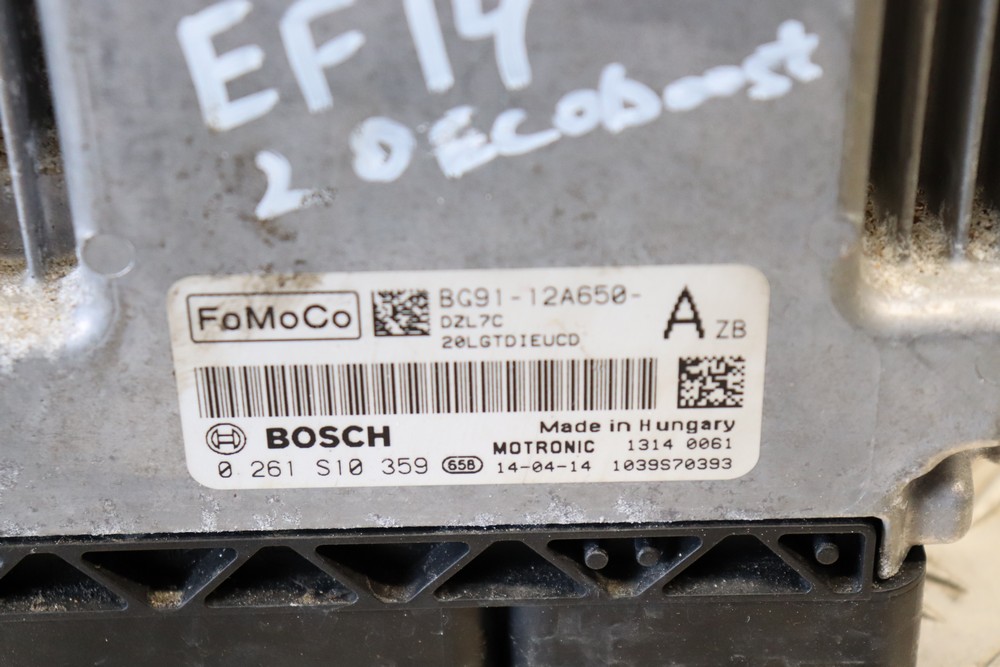 EF14
2.0 ECOBoost
FoMoCo
BG91-12A650-
A ZB
DZL7C
20LGTDIEUCD
BOSCH
Made in Hungary
MOTRONIC 1314 0061
0 261 S10 359 658 14-04-14 1039S70393